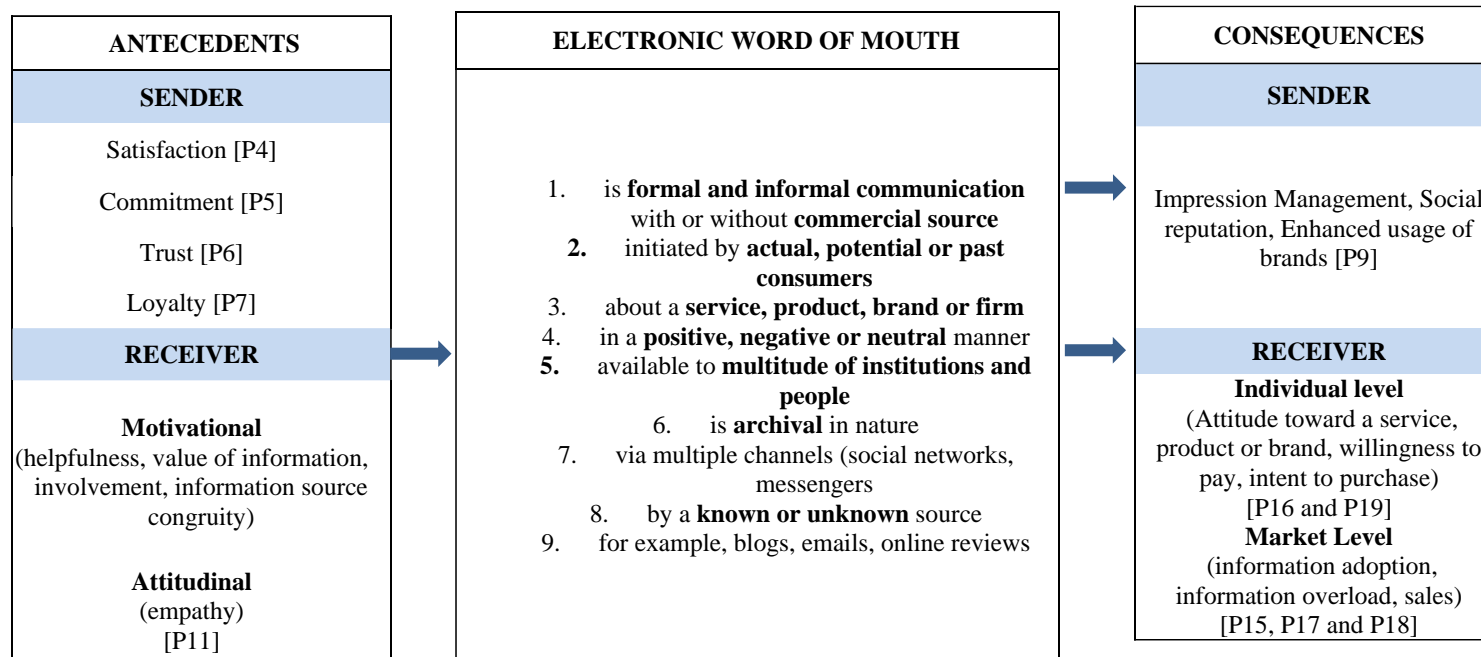 ANTECEDENTS
SENDER
Satisfaction [P4]
Commitment [P5]
Trust [P6]
Loyalty [P7]
RECEIVER
Motivational
(helpfulness, value of information,
involvement, information source
congruity)
Attitudinal
(empathy)
[P11]
ELECTRONIC WORD OF MOUTH
1. is formal and informal communication
with or without commercial source
2. initiated by actual, potential or past
consumers
3. about a service, product, brand or firm
4. in a positive, negative or neutral manner
5. available to multitude of institutions and
people
6. is archival in nature
7. via multiple channels (social networks,
messengers
8. by a known or unknown source
9. for example, blogs, emails, online reviews
CONSEQUENCES
SENDER
Impression Management, Social
reputation, Enhanced usage of
brands [P9]
RECEIVER
Individual level
(Attitude toward a service,
product or brand, willingness to
pay, intent to purchase)
[P16 and P19]
Market Level
(information adoption,
information overload, sales)
[P15, P17 and P18]